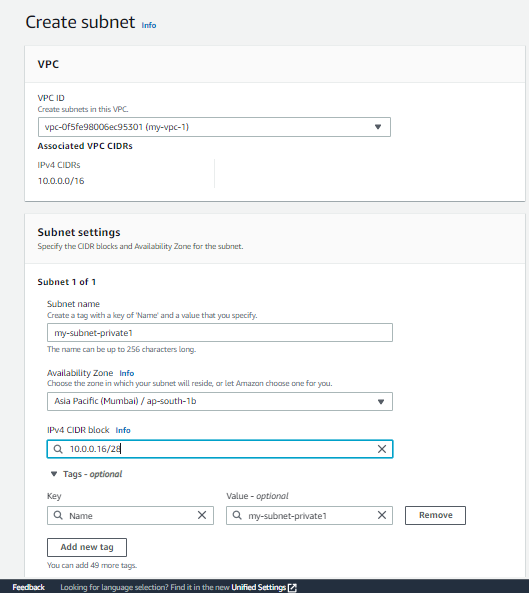 Create subnet Info
VPC
VPC ID
Create subnets in this VPC.
vpc-0f5fe98006ec95301 (my-vpc-1)
Associated VPC CIDRs
IPv4 CIDRs
10.0.0.0/16
Subnet settings
Specify the CIDR blocks and Availability Zone for the subnet.
Subnet 1 of 1
Subnet name
Create a tag with a key of 'Name' and a value that you specify.
my-subnet-private1
The name can be up to 256 characters long.
Availability Zone Info
Choose the zone in which your subnet will reside, or let Amazon choose one for you.
Asia Pacific (Mumbai) / ap-south-1b
IPv4 CIDR block Info
10.0.0.16/28
Tags - optional
Key Value - optional
Name my-subnet-private1 Remove
Add new tag
You can add 49 more tags.
Feedback Looking for language selection? Find it in the new Unified Settings